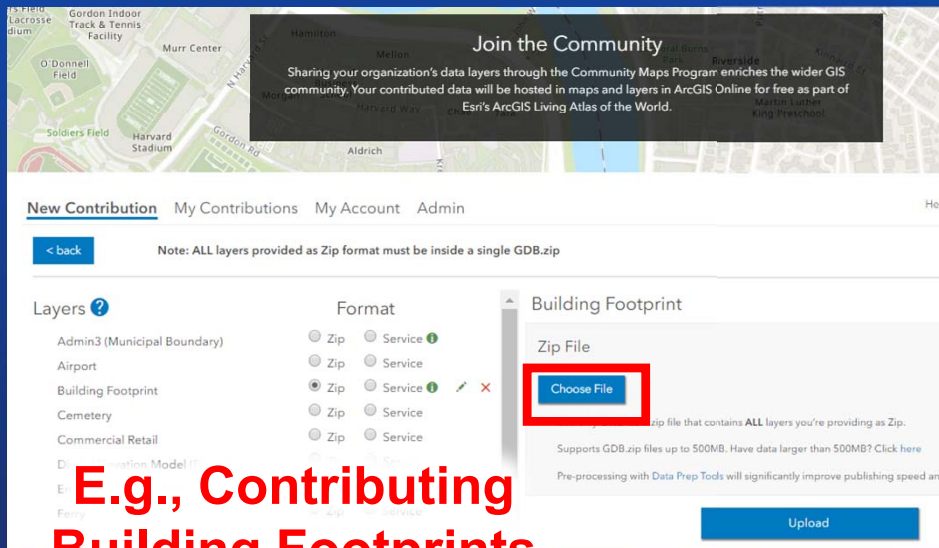 Gordon Indoor
Lacrosse
Track & Tennis
Facility
Murr Center
O'Donnell
Field
Soldiers Field
Harvard
Stadium
Gordon Rd
Aldrich
Hamilton
Mellon
Riverside
Harvard Way
Martin Luther
King Preschool
Join the Community
Sharing your organization's data layers through the Community Maps Program enriches the wider GIS
community. Your contributed data will be hosted in maps and layers in ArcGIS Online for free as part of
Esri's ArcGIS Living Atlas of the World.
New Contribution My Contributions My Account Admin
< back Note: ALL layers provided as Zip format must be inside a single GDB.zip
Layers ? Format
Admin3 (Municipal Boundary) Zip Service
Airport Zip Service
Building Footprint Zip Service
Cemetery Zip Service
Commercial Retail Zip Service
Model
Ferry
E.g., Contributing
Building Footprints
Building Footprint
Zip File
Choose File
zip file that contains ALL layers you're providing as Zip.
Supports GDB.zip files up to 500MB. Have data larger than 500MB? Click here
Pre-processing with Data Prep Tools will significantly improve publishing speed
Upload